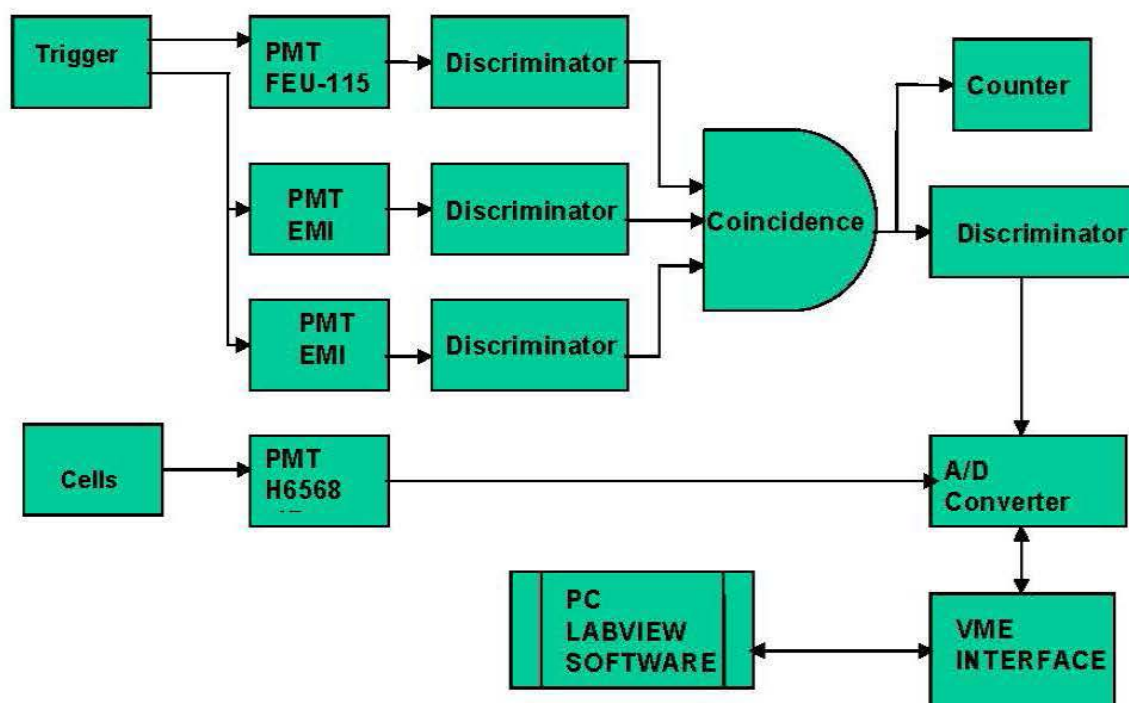 Trigger
PMT
FEU-115
Discriminator
Counter
PMT
EMI
Discriminator
Coincidence
Discriminator
PMT
EMI
Discriminator
Cells
PMT
H6568
A/D
Converter
PC
LABVIEW
SOFTWARE
VME
INTERFACE